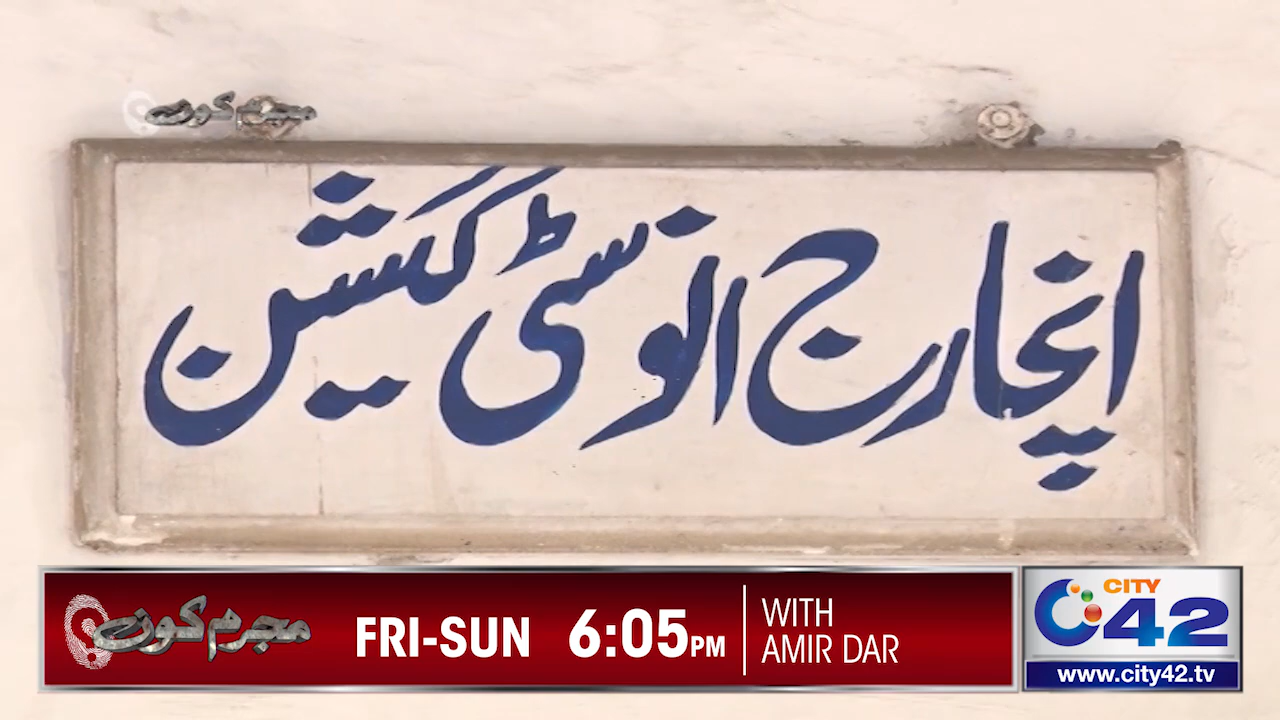 مجرم کون
انچارج انوسٹی گیشن
مجرم کون
FRI-SUN 6:05PM
WITH
AMIR DAR
CITY
42
www.city42.tv